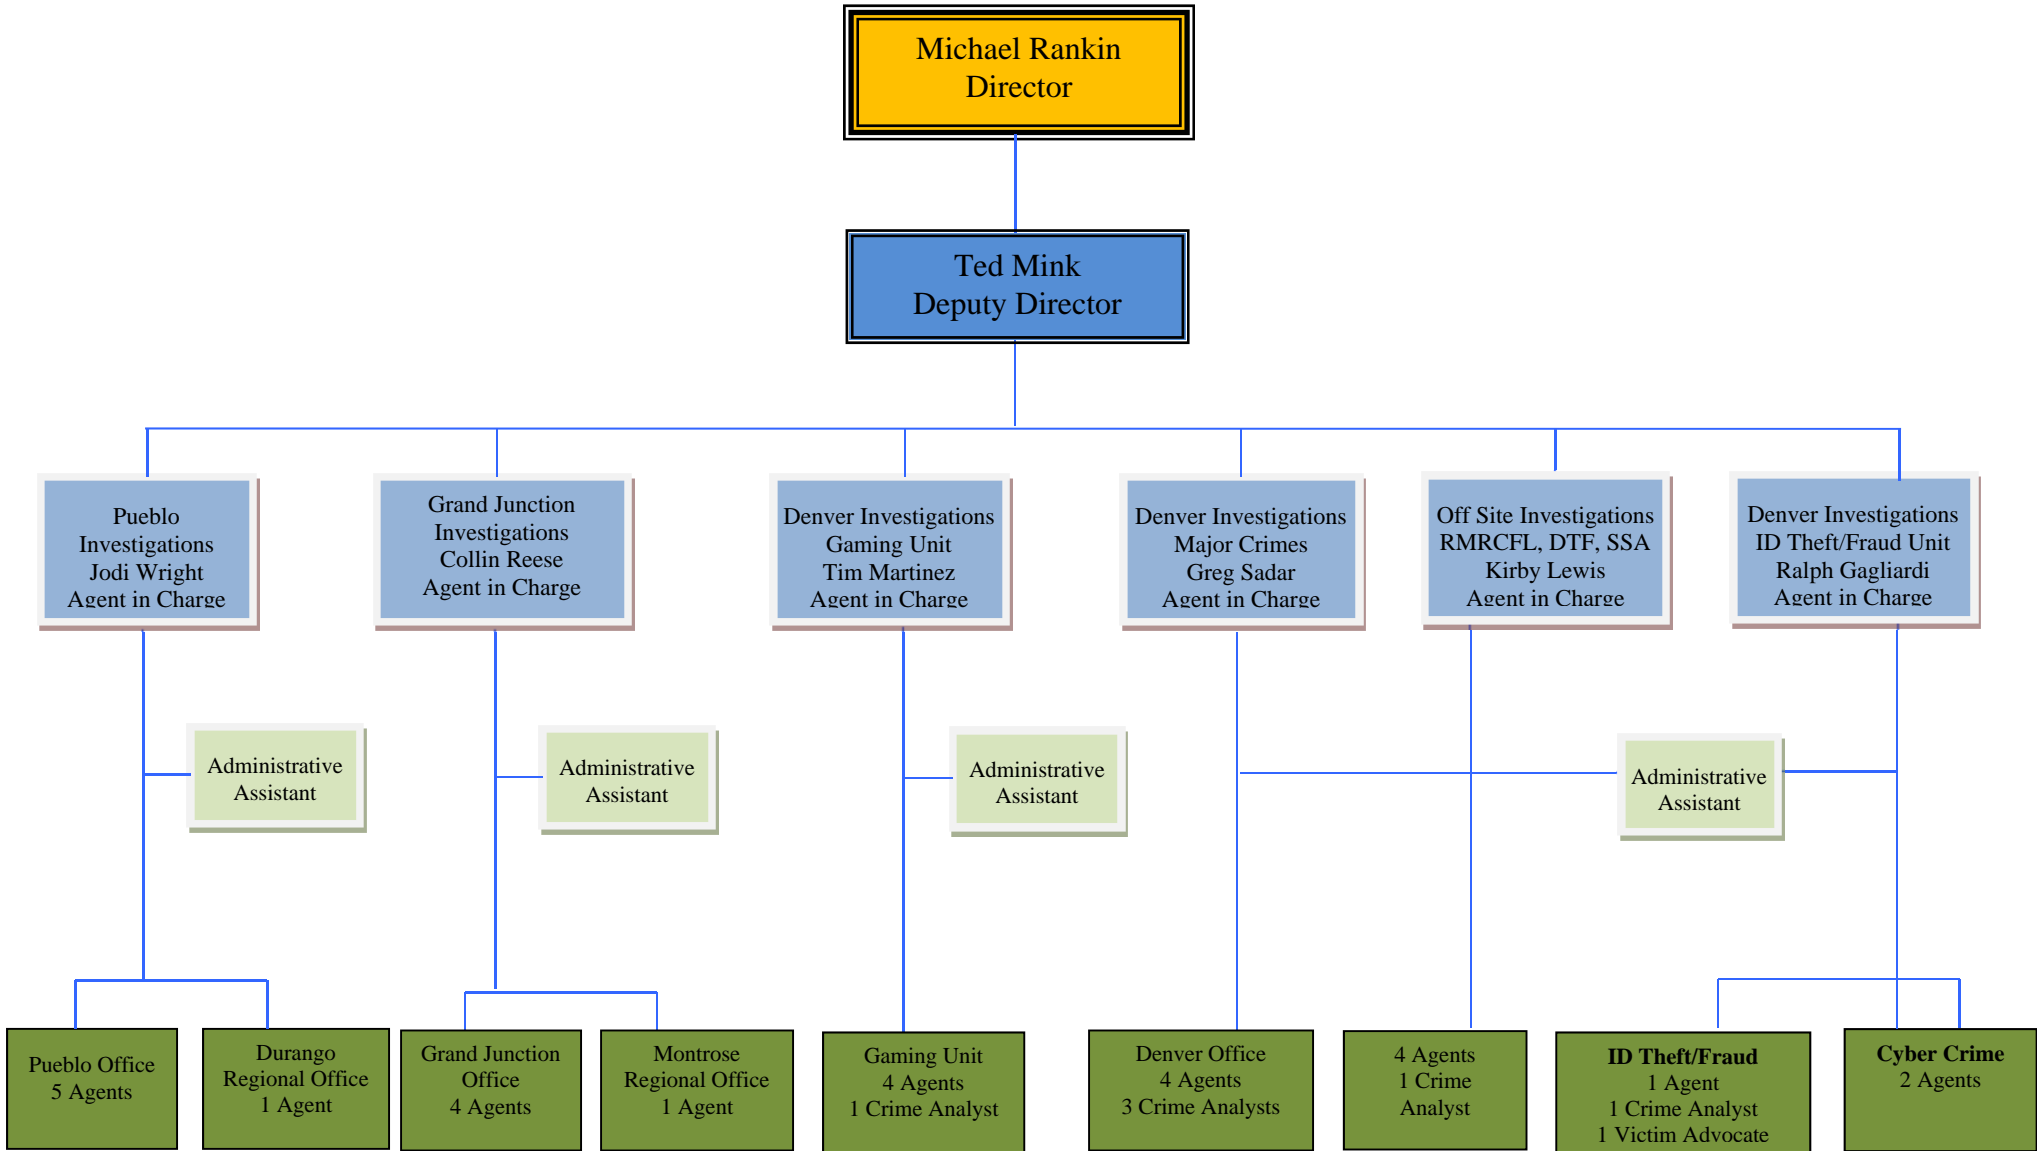 Michael Rankin
Director
Ted Mink
Deputy Director
Pueblo
Investigations
Jodi Wright
Agent in Charge
Grand Junction
Investigations
Collin Reese
Agent in Charge
Denver Investigations
Gaming Unit
Tim Martinez
Agent in Charge
Denver Investigations
Major Crimes
Greg Sadar
Agent in Charge
Off Site Investigations
RMRCFL, DTF, SSA
Kirby Lewis
Agent in Charge
Denver Investigations
ID Theft/Fraud Unit
Ralph Gagliardi
Agent in Charge
Administrative
Assistant
Administrative
Assistant
Administrative
Assistant
Administrative
Assistant
Pueblo Office
5 Agents
Durango
Regional Office
1 Agent
Grand Junction
Office
4 Agents
Montrose
Regional Office
1 Agent
Gaming Unit
4 Agents
1 Crime Analyst
Denver Office
4 Agents
3 Crime Analysts
4 Agents
1 Crime
Analyst
ID Theft/Fraud
1 Agent
1 Crime Analyst
1 Victim Advocate
Cyber Crime
2 Agents